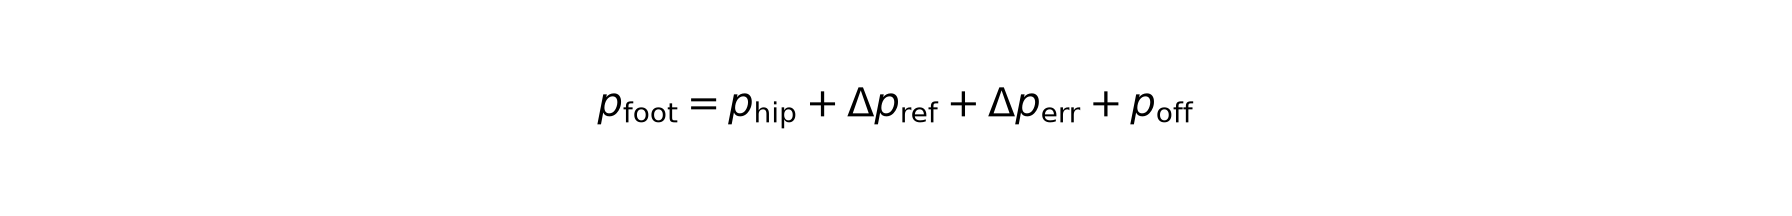 p_foot = p_hip + Δp_ref + Δp_err + p_off